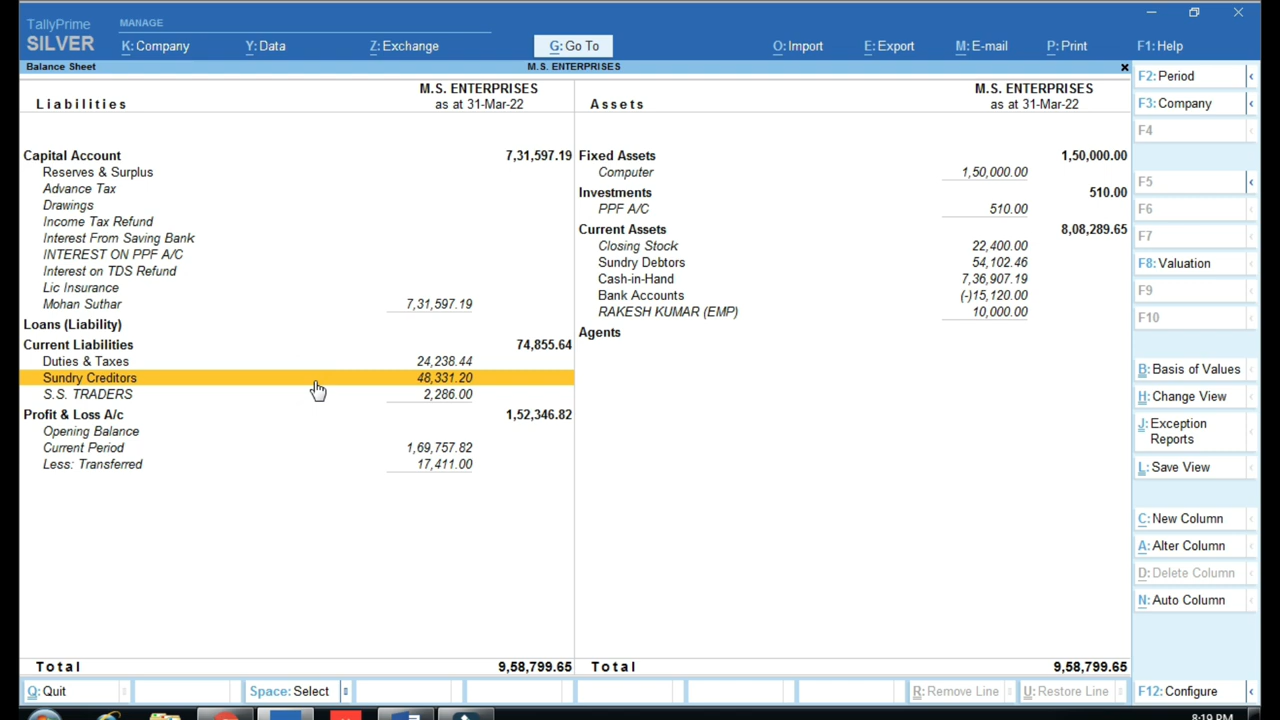 TallyPrime MANAGE
SILVER K: Company Y: Data Z: Exchange G: Go To O: Import E: Export M: E-mail P: Print F1: Help
Balance Sheet M.S. ENTERPRISES x
Liabilities M.S. ENTERPRISES as at 31-Mar-22
Assets M.S. ENTERPRISES as at 31-Mar-22
Capital Account 7,31,597.19
Reserves & Surplus
Advance Tax
Drawings
Income Tax Refund
Interest From Saving Bank
INTEREST ON PPF A/C
Interest on TDS Refund
Lic Insurance
Mohan Suthar 7,31,597.19
Loans (Liability)
Current Liabilities 74,855.64
Duties & Taxes 24,238.44
Sundry Creditors 48,331.20
S.S. TRADERS 2,286.00
Profit & Loss A/c 1,52,346.82
Opening Balance
Current Period 1,69,757.82
Less: Transferred 17,411.00
Total 9,58,799.65
Fixed Assets 1,50,000.00
Computer 1,50,000.00
Investments 510.00
PPF A/C 510.00
Current Assets 8,08,289.65
Closing Stock 22,400.00
Sundry Debtors 54,102.46
Cash-in-Hand 7,36,907.19
Bank Accounts (-)15,120.00
RAKESH KUMAR (EMP) 10,000.00
Agents
Total 9,58,799.65
F2: Period
F3: Company
F4
F5
F6
F7
F8: Valuation
F9
F10
B: Basis of Values
H: Change View
J: Exception
Reports
L: Save View
C: New Column
A: Alter Column
D: Delete Column
N: Auto Column
Q: Quit Space: Select R: Remove Line U: Restore Line F12: Configure
8:19 PM